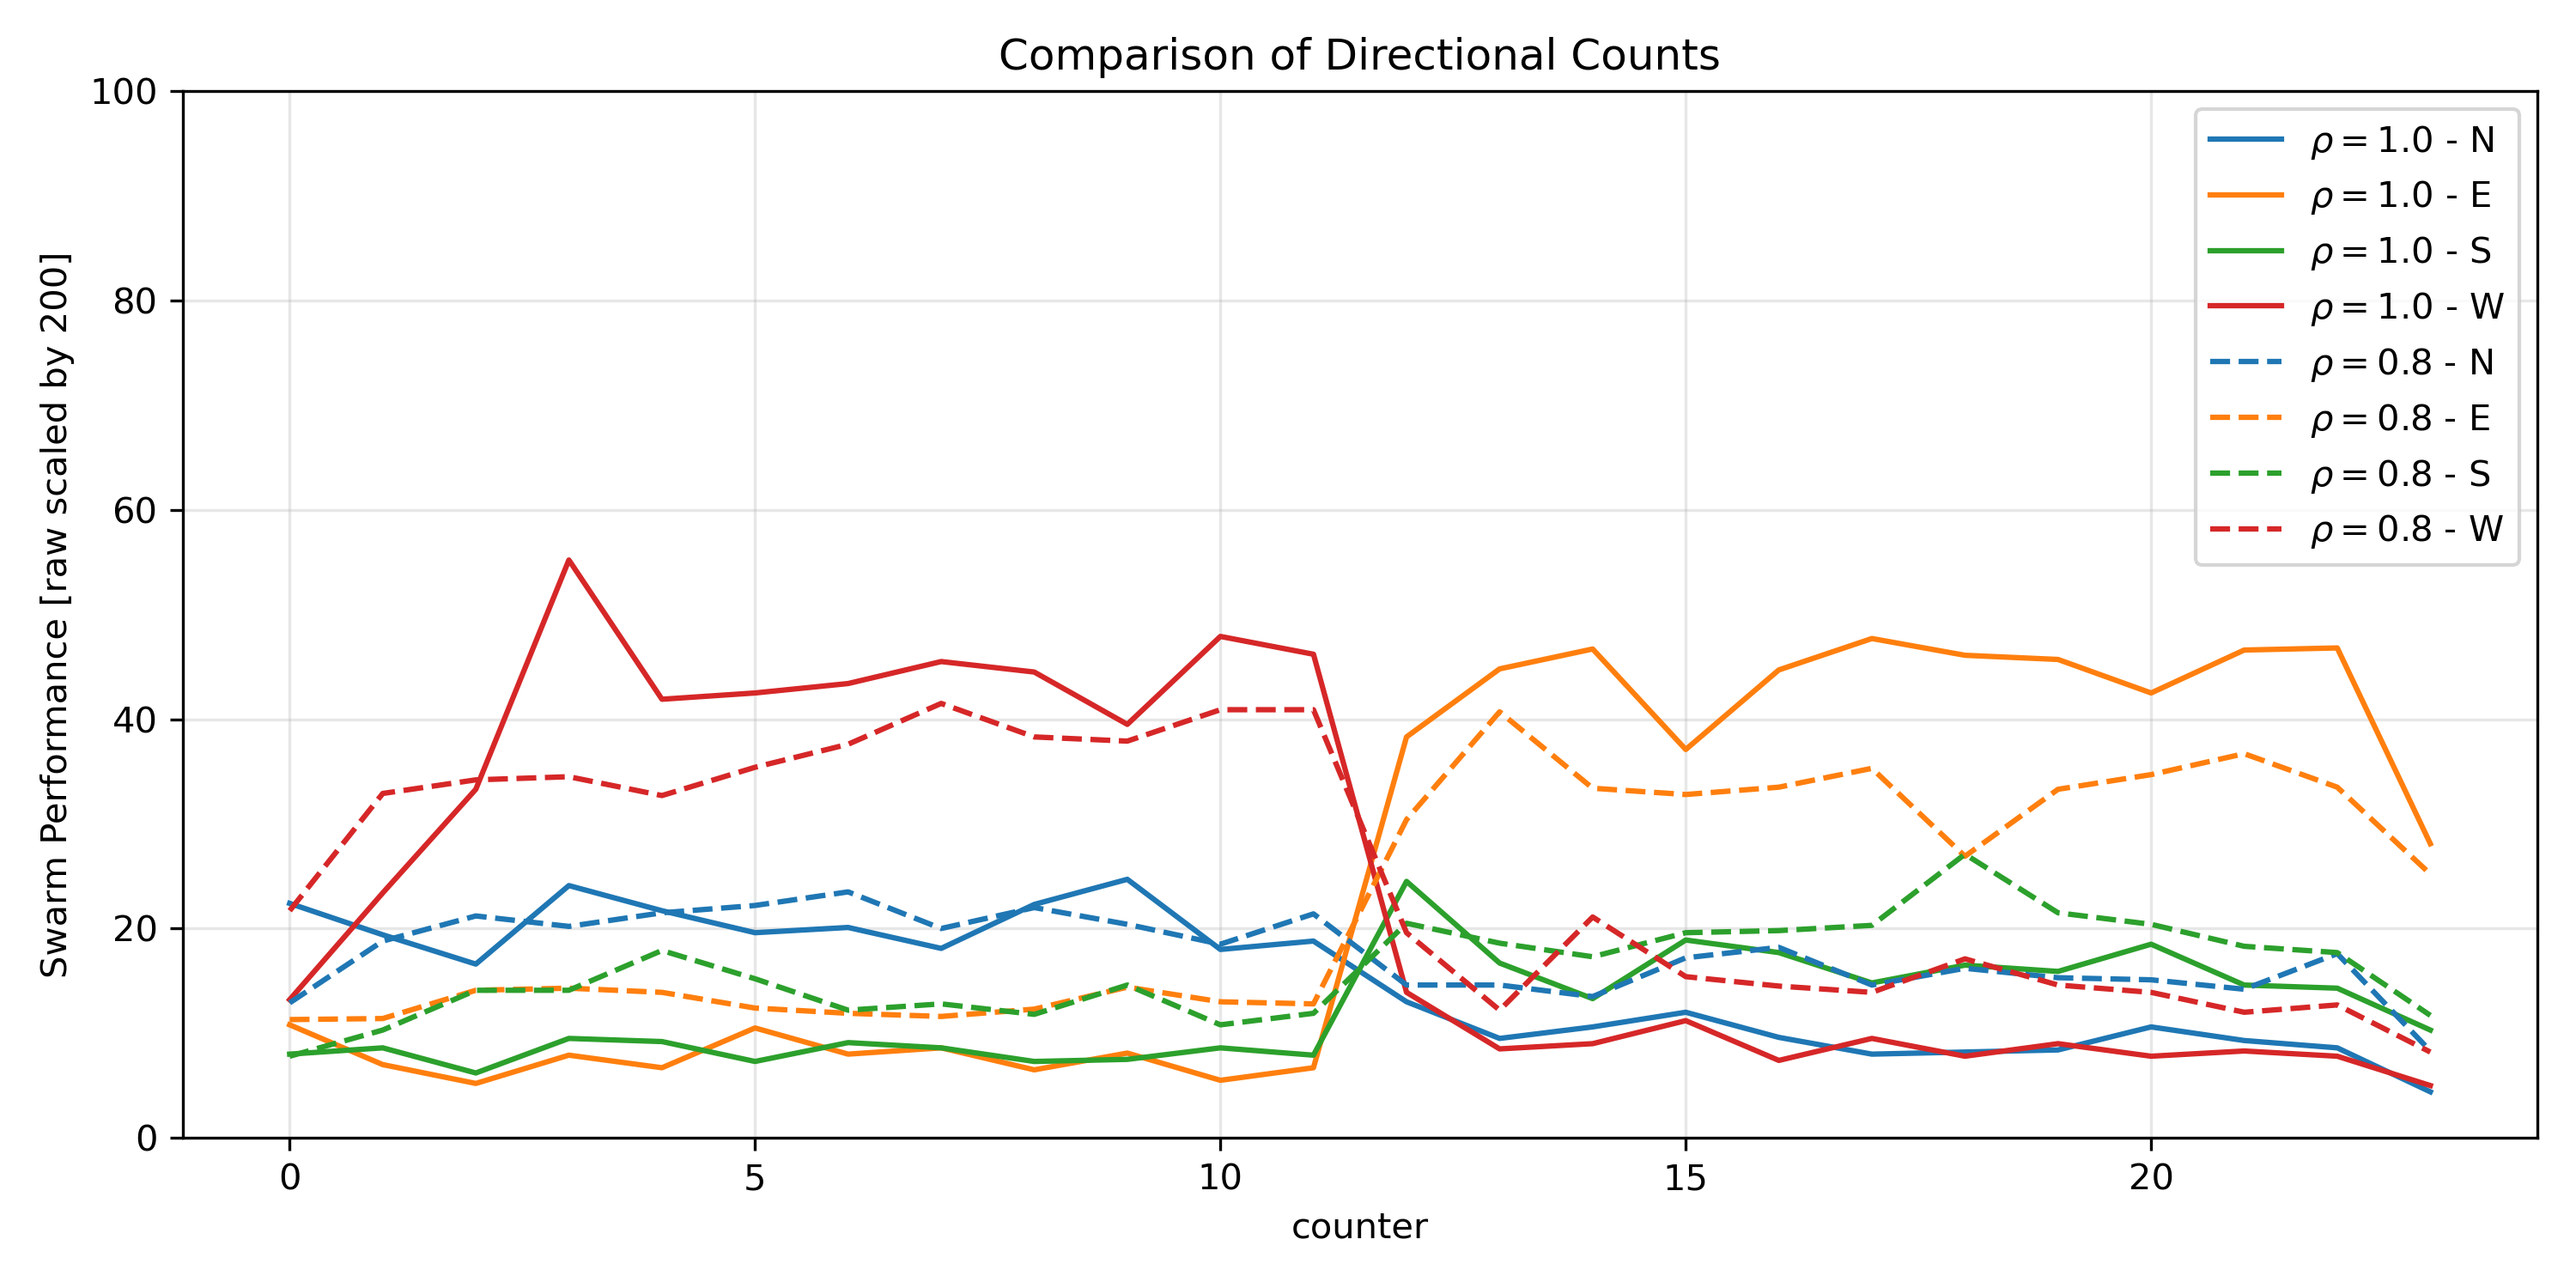 Comparison of Directional Counts
Swarm Performance [raw scaled by 200]
100
80
60
40
20
0
0
5
10
15
20
counter
ρ = 1.0 - N
ρ = 1.0 - E
ρ = 1.0 - S
ρ = 1.0 - W
ρ = 0.8 - N
ρ = 0.8 - E
ρ = 0.8 - S
ρ = 0.8 - W